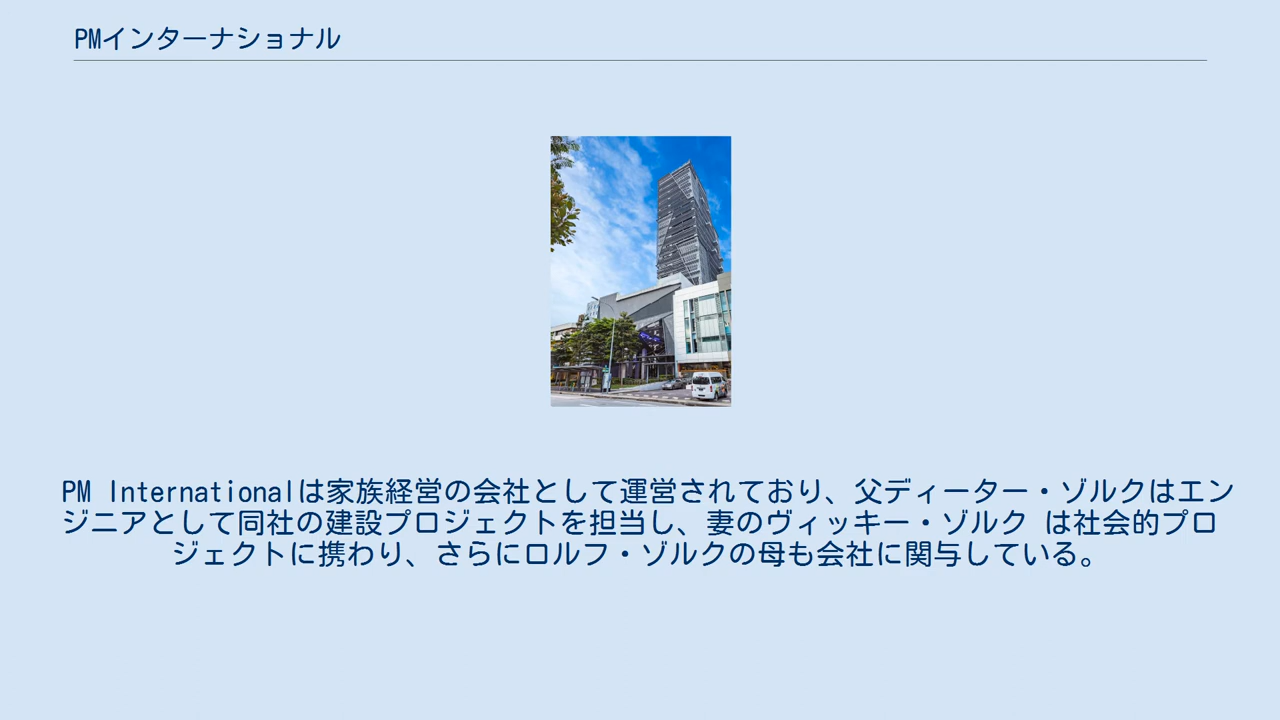 PMインターナショナル
PM Internationalは家族経営の会社として運営されており、父ディーター・ゾルクはエン
ジニアとして同社の建設プロジェクトを担当し、妻のヴィッキー・ゾルク は社会的プロ
ジェクトに携わり、さらにロルフ・ゾルクの母も会社に関与している。